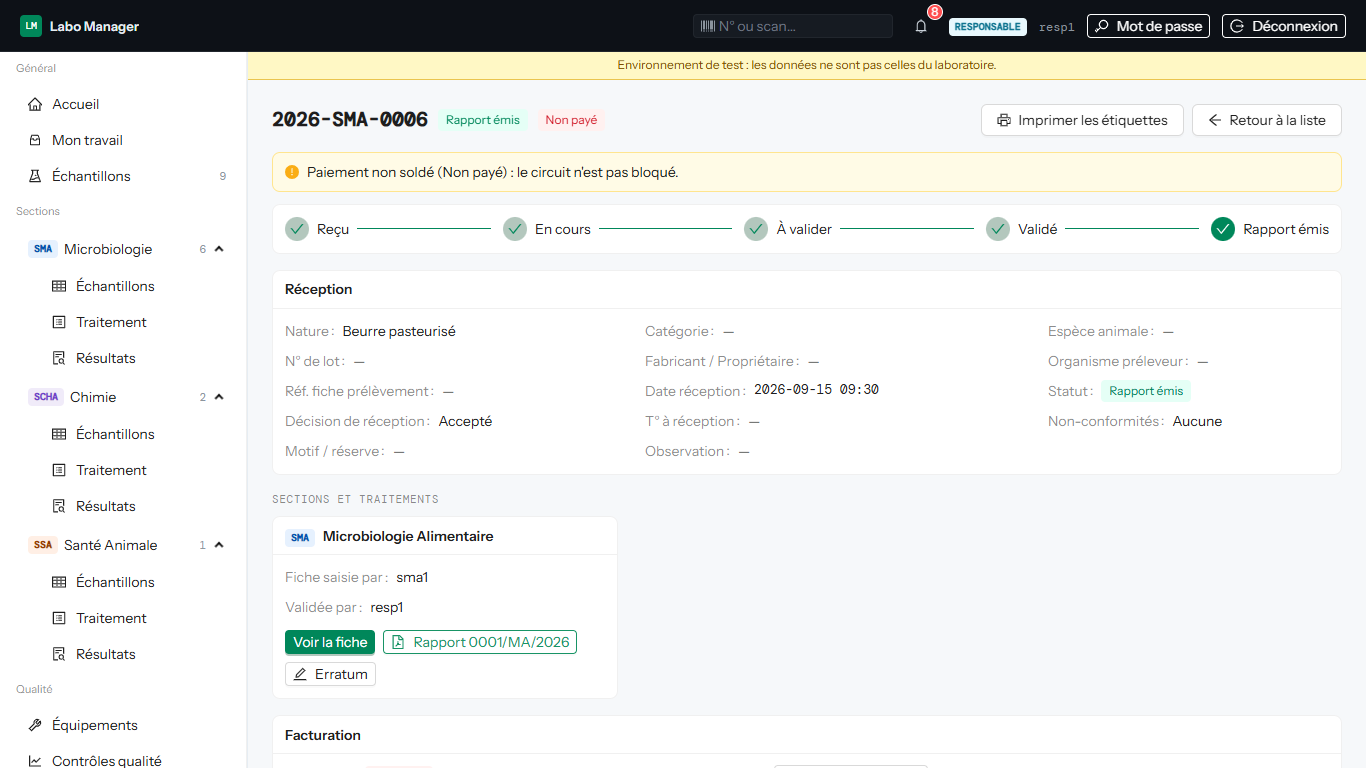 LM Labo Manager
N° ou scan...
8
RESPONSABLE
resp1
Mot de passe
Déconnexion
Environnement de test : les données ne sont pas celles du laboratoire.
Général
Accueil
Mon travail
Échantillons 9
Sections
SMA Microbiologie 6
Échantillons
Traitement
Résultats
SCHA Chimie 2
Échantillons
Traitement
Résultats
SSA Santé Animale 1
Échantillons
Traitement
Résultats
Qualité
Équipements
Contrôles qualité
2026-SMA-0006 Rapport émis Non payé
Imprimer les étiquettes
Retour à la liste
Paiement non soldé (Non payé) : le circuit n'est pas bloqué.
Reçu En cours À valider Validé Rapport émis
Réception
Nature : Beurre pasteurisé Catégorie : — Espèce animale : —
N° de lot : — Fabricant / Propriétaire : — Organisme préleveur : —
Réf. fiche prélèvement : — Date réception : 2026-09-15 09:30 Statut : Rapport émis
Décision de réception : Accepté T° à réception : — Non-conformités : Aucune
Motif / réserve : — Observation : —
SECTIONS ET TRAITEMENTS
SMA Microbiologie Alimentaire
Fiche saisie par : sma1
Validée par : resp1
Voir la fiche Rapport 0001/MA/2026
Erratum
Facturation